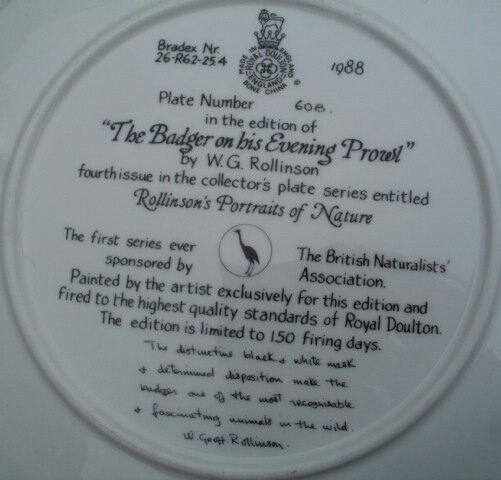 Bradex Nr.
26-R62-25.4
MADE IN ENGLAND
ROYAL DOULTON
ENGLAND
BONE CHINA
©
1988
Plate Number 608.
in the edition of
"The Badger on his Evening Prowl"
by W.G. Rollinson
fourth issue in the collector's plate series entitled
Rollinson's Portraits of Nature
The first series ever
sponsored by
The British Naturalists'
Association.
Painted by the artist exclusively for this edition and
fired to the highest quality standards of Royal Doulton.
The edition is limited to 150 firing days.
The distinctive black & white mask
& determined disposition make the
badger one of the most recognisable
& fascinating animals in the wild.
W. Geoff. Rollinson.